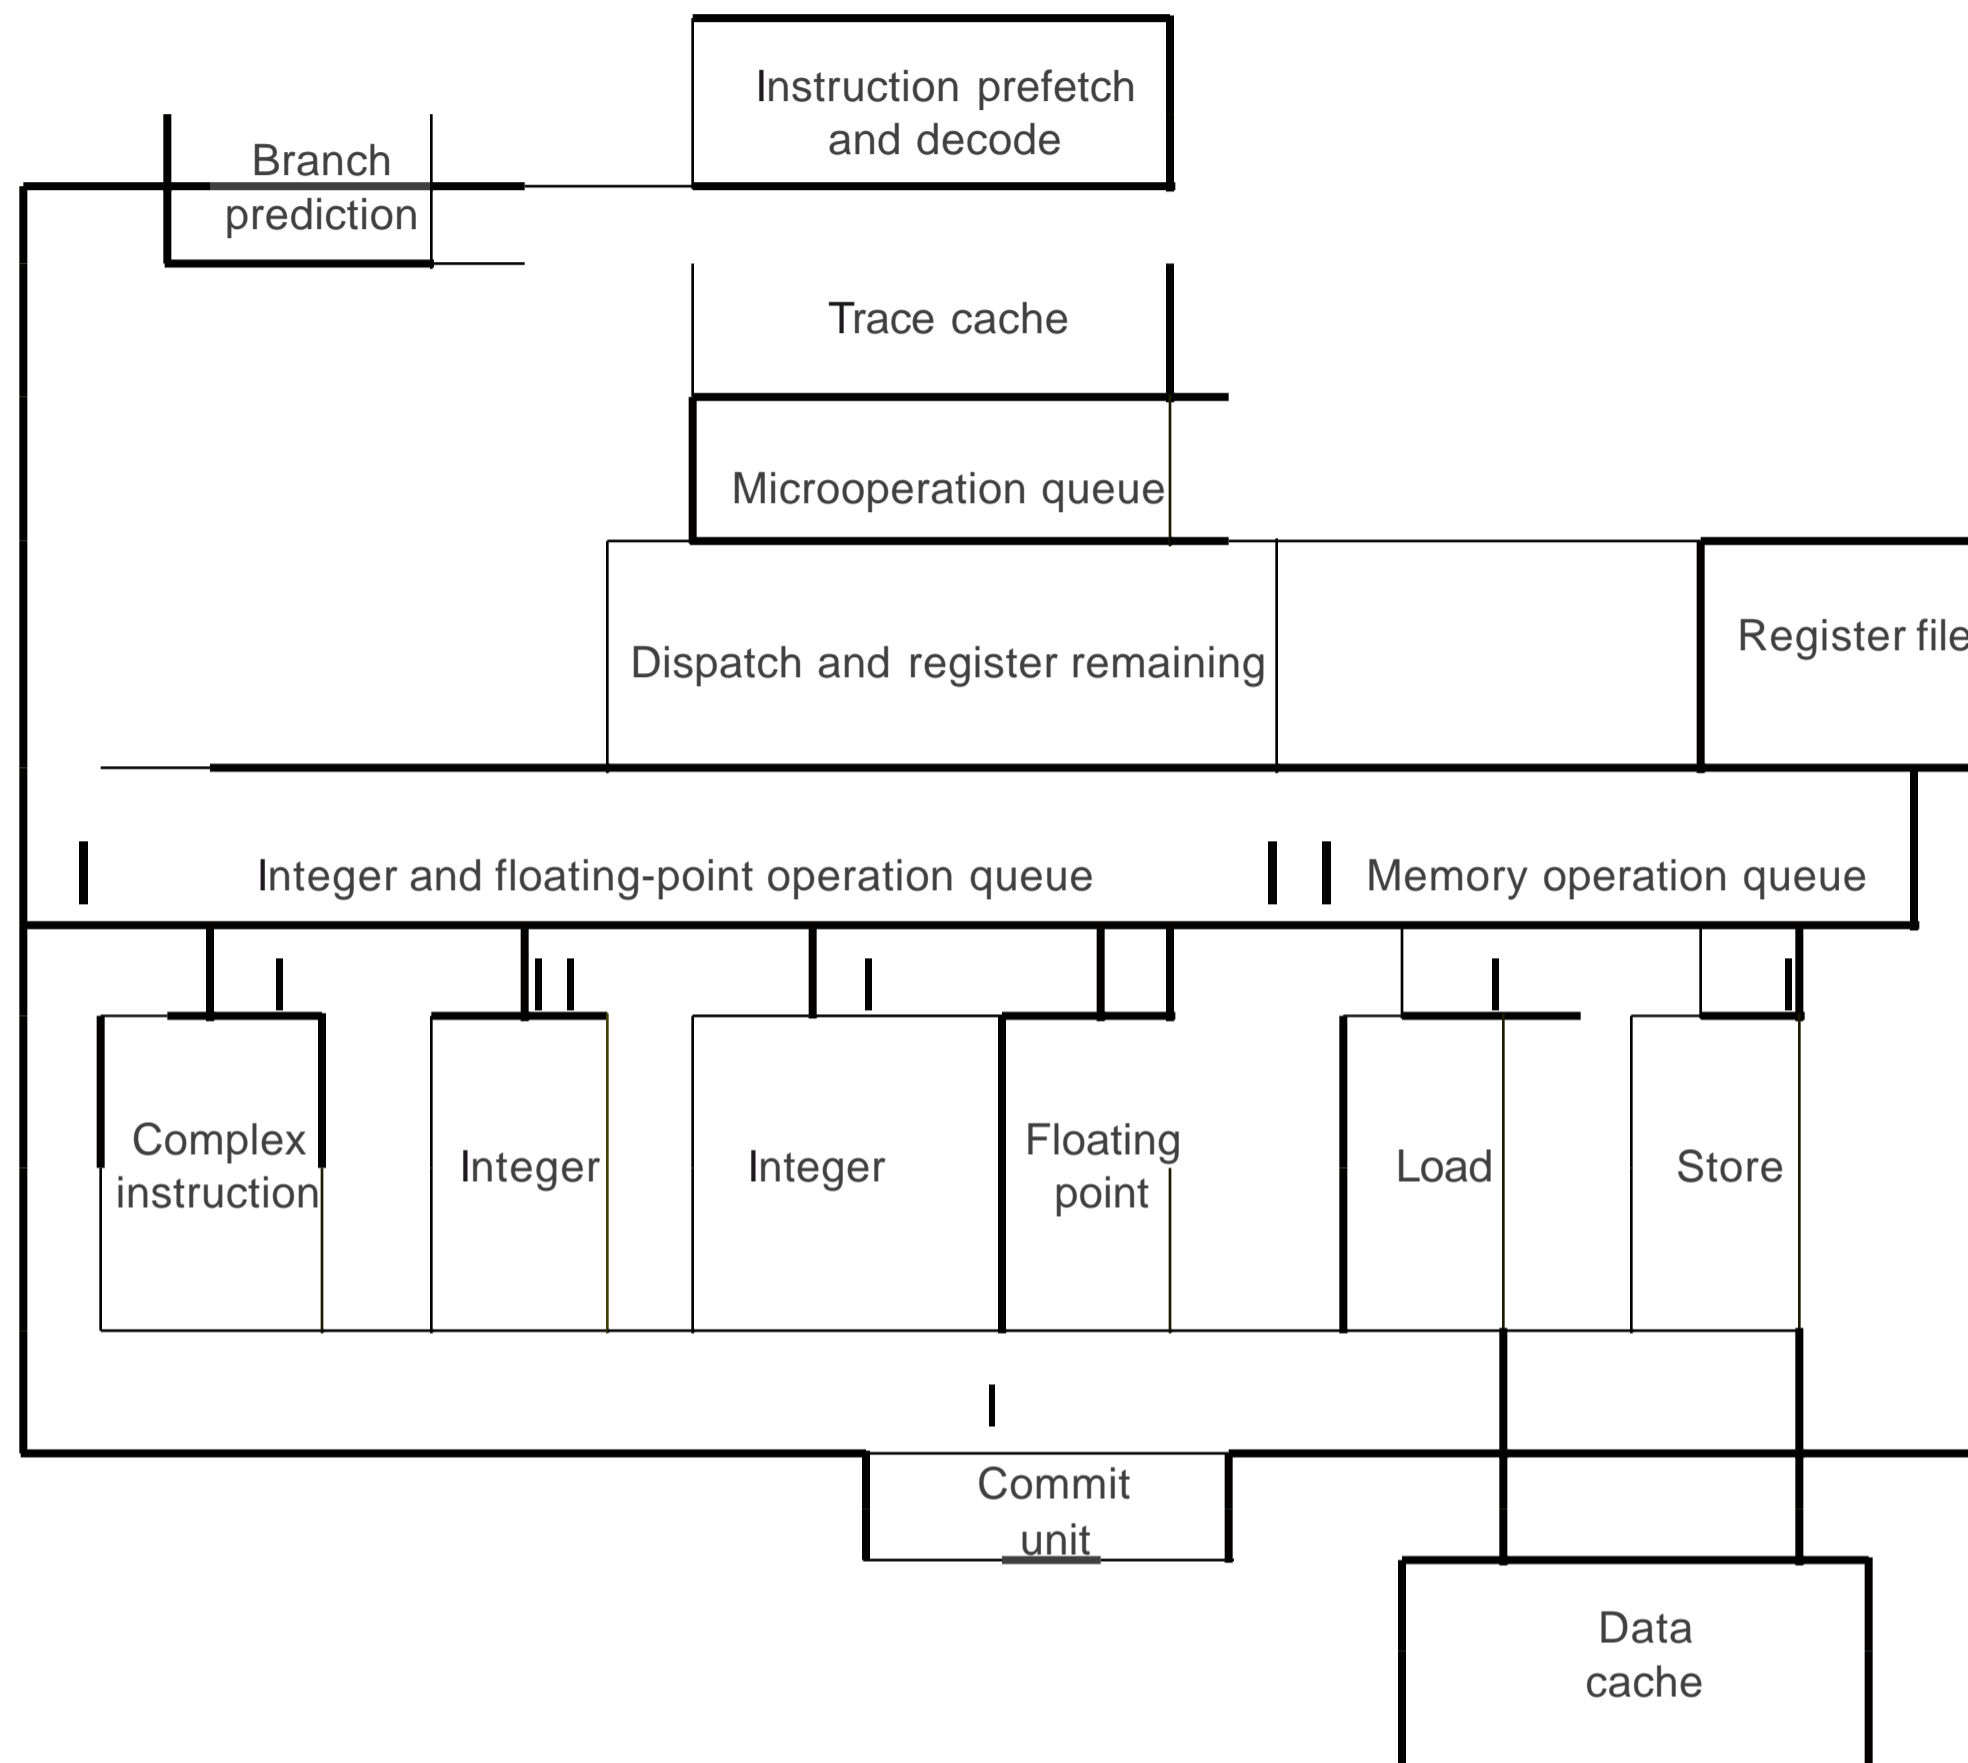 Instruction prefetch
and decode
Branch
prediction
Trace cache
Microoperation queue
Dispatch and register remaining
Register file
Integer and floating-point operation queue
Memory operation queue
Complex
instruction
Integer
Integer
Floating
point
Load
Store
Commit
unit
Data
cache